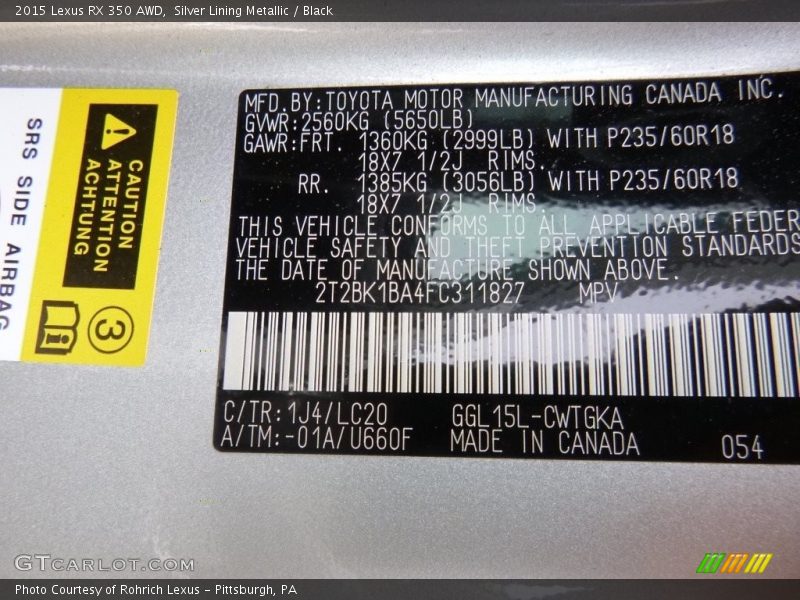 2015 Lexus RX 350 AWD, Silver Lining Metallic / Black
SRS SIDE AIRBAG
CAUTION
ATTENTION
ACHTUNG
3
MFD.BY:TOYOTA MOTOR MANUFACTURING CANADA INC.
GVWR:2560KG (5650LB)
GAWR:FRT. 1360KG (2999LB) WITH P235/60R18
18X7 1/2J RIMS.
RR. 1385KG (3056LB) WITH P235/60R18
18X7 1/2J RIMS.
THIS VEHICLE CONFORMS TO ALL APPLICABLE FEDER
VEHICLE SAFETY AND THEFT PREVENTION STANDARDS
THE DATE OF MANUFACTURE SHOWN ABOVE.
2T2BK1BA4FC311827 MPV
C/TR:1J4/LC20 GGL15L-CWTGKA
A/TM:-01A/U660F MADE IN CANADA 054
GTCARLOT.COM
Photo Courtesy of Rohrich Lexus - Pittsburgh, PA